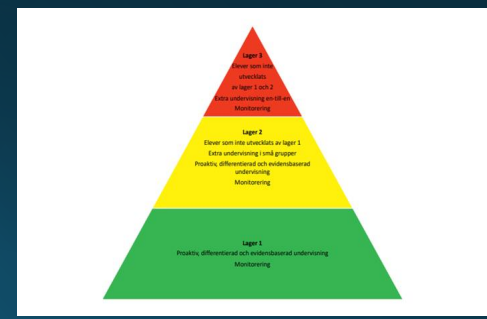 Lager 3
Elever som inte
utvecklats
av lager 1 och 2
Extra undervisning en-till-en
Monitorering
Lager 2
Elever som inte utvecklats av lager 1
Extra undervisning i små grupper
Proaktiv, differentierad och evidensbaserad
undervisning
Monitorering
Lager 1
Proaktiv, differentierad och evidensbaserad undervisning
Monitorering